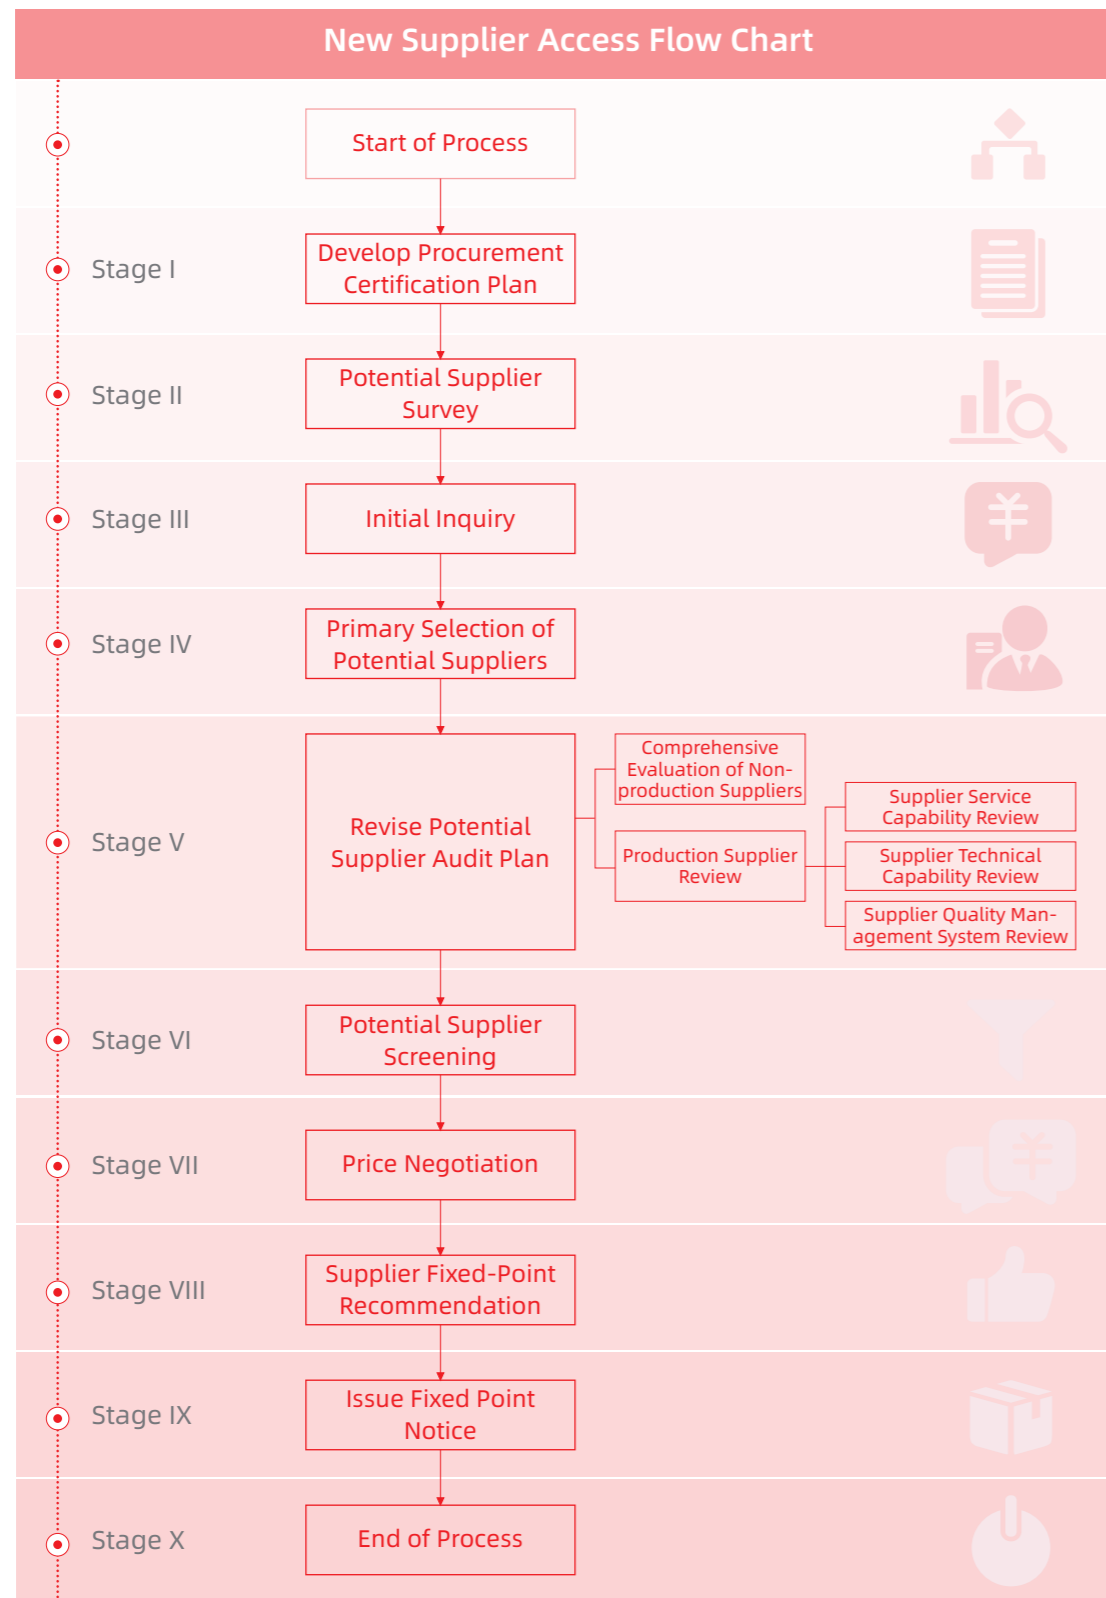 New Supplier Access Flow Chart
Start of Process
Stage I
Develop Procurement
Certification Plan
Stage II
Potential Supplier
Survey
Stage III
Initial Inquiry
Stage IV
Primary Selection of
Potential Suppliers
Stage V
Revise Potential
Supplier Audit Plan
Comprehensive
Evaluation of Non-
production Suppliers
Production Supplier
Review
Supplier Service
Capability Review
Supplier Technical
Capability Review
Supplier Quality Man-
agement System Review
Stage VI
Potential Supplier
Screening
Stage VII
Price Negotiation
Stage VIII
Supplier Fixed-Point
Recommendation
Stage IX
Issue Fixed Point
Notice
Stage X
End of Process